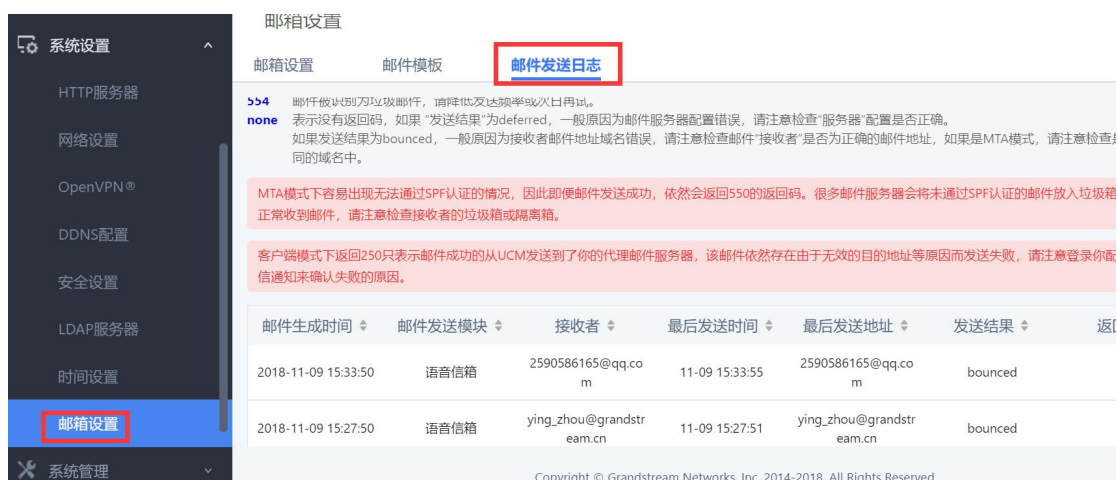 系统设置
HTTP服务器
网络设置
OpenVPN®
DDNS配置
安全设置
LDAP服务器
时间设置
邮箱设置
系统管理
邮箱设置
邮箱设置 邮件模板 邮件发送日志
554 邮件被识别为垃圾邮件，请降低发送频率或次日再试。
none 表示没有返回码，如果 “发送结果”为deferred，一般原因为邮件服务器配置错误，请注意检查“服务器”配置是否正确。
如果发送结果为bounced，一般原因为接收者邮件地址域名错误，请注意检查邮件“接收者”是否为正确的邮件地址，如果是MTA模式，请注意检查
同的域名中。
MTA模式下容易出现无法通过SPF认证的情况，因此即便邮件发送成功，依然会返回550的返回码。很多邮件服务器会将未通过SPF认证的邮件放入垃圾箱
正常收到邮件，请注意检查接收者的垃圾箱或隔离箱。
客户端模式下返回250只表示邮件成功的从UCM发送到了你的代理邮件服务器，该邮件依然存在由于无效的目的地址等原因而发送失败，请注意登录你配
信通知来确认失败的原因。
邮件生成时间 邮件发送模块 接收者 最后发送时间 最后发送地址 发送结果 返
2018-11-09 15:33:50 语音信箱 2590586165@qq.co 11-09 15:33:55 2590586165@qq.co bounced
m m
2018-11-09 15:27:50 语音信箱 ying_zhou@grandstr 11-09 15:27:51 ying_zhou@grandstr bounced
eam.cn eam.cn
Copyright © Grandstream Networks, Inc. 2014-2018. All Rights Reserved.